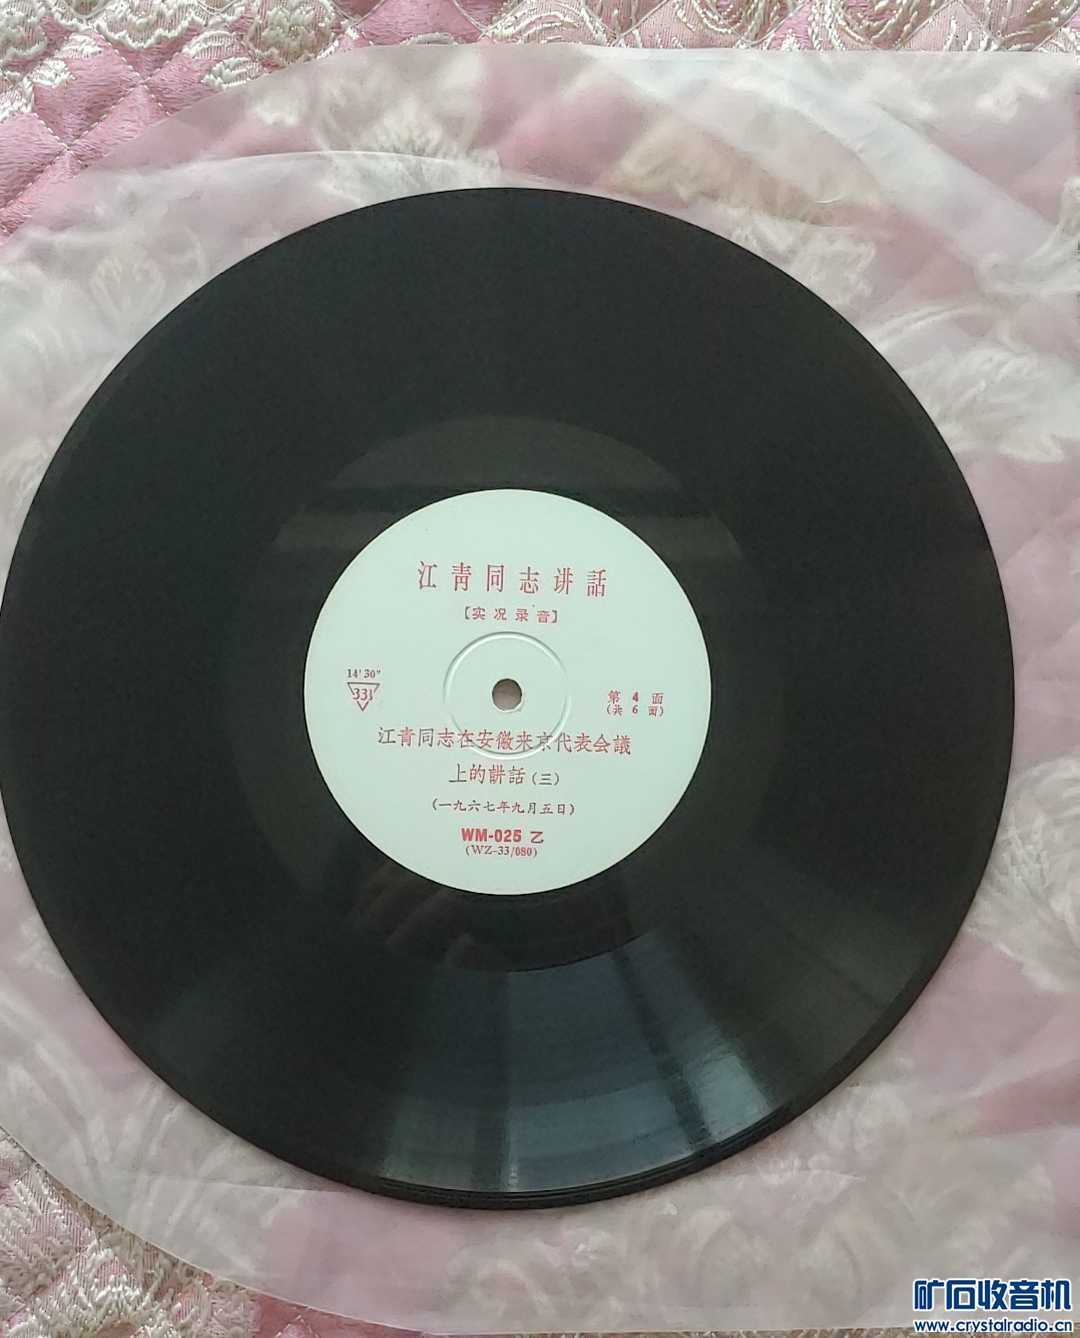 江青同志讲話
【实况录音】
14'30"
33⅓
第 4 面
（共 6 面）
江青同志在安徽来京代表会議
上的講話（三）
（一九六七年九月五日）
WM-025 乙
(WZ-33/080)
矿石收音机
www.crystalradio.cn